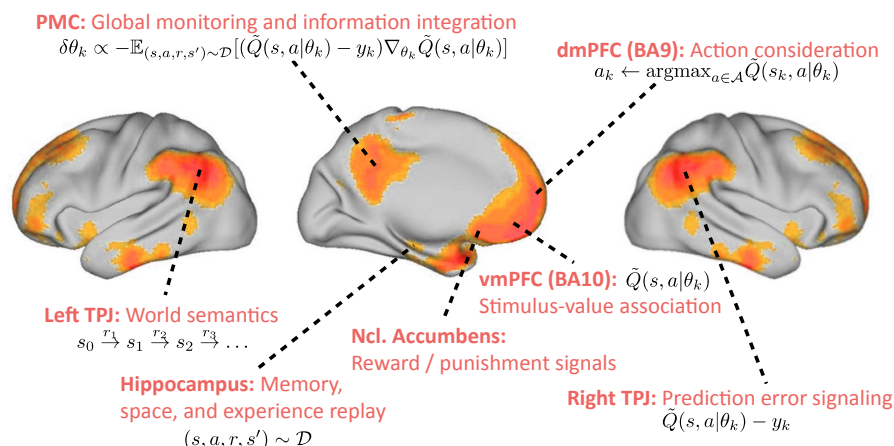 PMC: Global monitoring and information integration
δθ_k ∝ −𝔼_{(s,a,r,s′)∼𝒟}[(Q̃(s, a|θ_k) − y_k)∇_{θ_k}Q̃(s, a|θ_k)]
dmPFC (BA9): Action consideration
a_k ← argmax_{a∈𝒜}Q̃(s_k, a|θ_k)
vmPFC (BA10): Q̃(s, a|θ_k)
Stimulus-value association
Left TPJ: World semantics
s_0 →^{r_1} s_1 →^{r_2} s_2 →^{r_3} …
Ncl. Accumbens:
Reward / punishment signals
Hippocampus: Memory,
space, and experience replay
(s, a, r, s′) ∼ 𝒟
Right TPJ: Prediction error signaling
Q̃(s, a|θ_k) − y_k